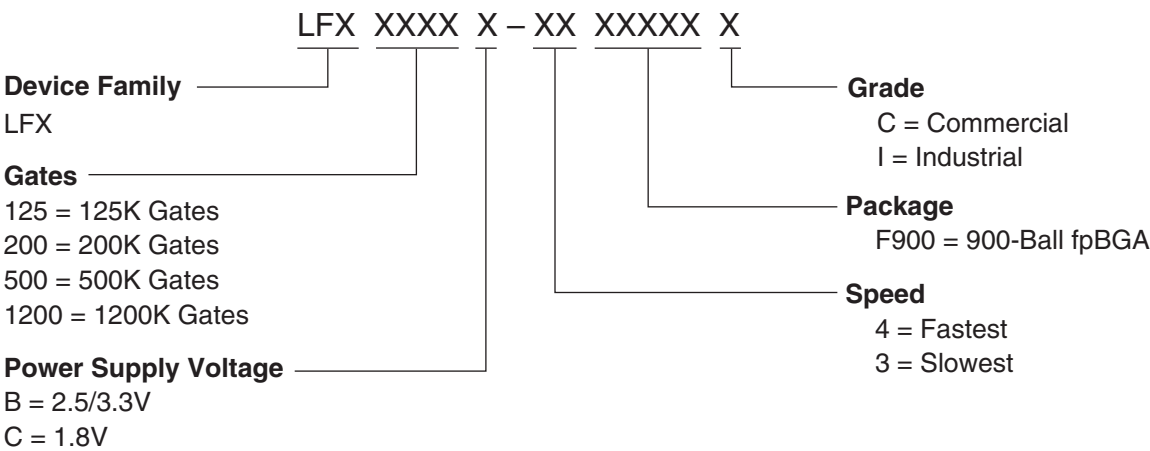 LFX XXXX X – XX XXXXX X
Device Family
LFX
Gates
125 = 125K Gates
200 = 200K Gates
500 = 500K Gates
1200 = 1200K Gates
Power Supply Voltage
B = 2.5/3.3V
C = 1.8V
Grade
C = Commercial
I = Industrial
Package
F900 = 900-Ball fpBGA
Speed
4 = Fastest
3 = Slowest